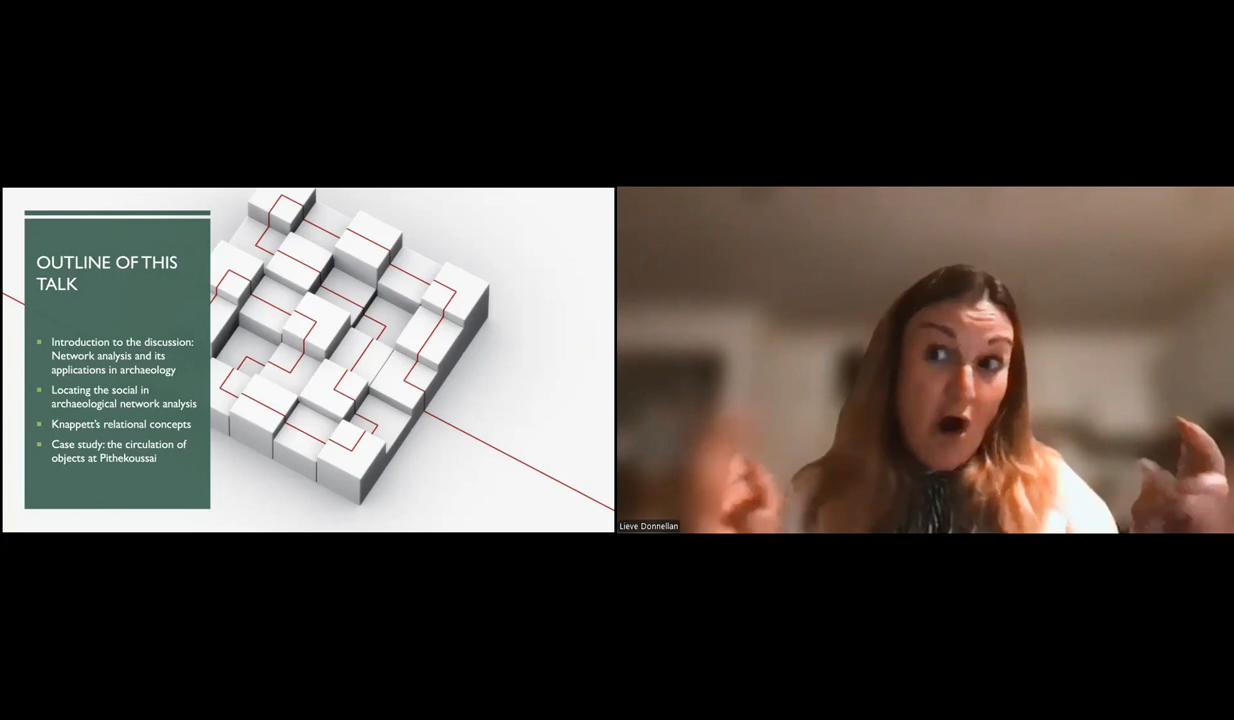 OUTLINE OF THIS
TALK
Introduction to the discussion:
Network analysis and its
applications in archaeology
Locating the social in
archaeological network analysis
Knappett's relational concepts
Case study: the circulation of
objects at Pithekoussai
Lieve Donnellan